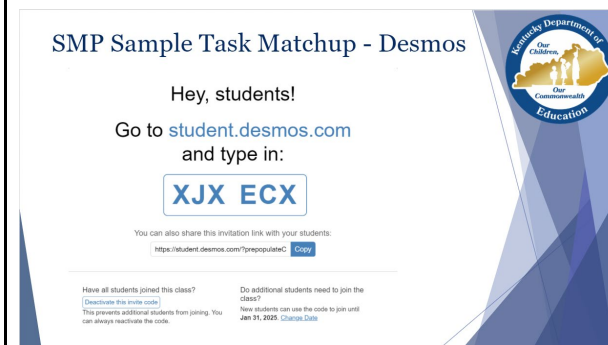 SMP Sample Task Matchup - Desmos
Kentucky Department of
Education
Our
Children,
Our
Commonwealth
Hey, students!
Go to student.desmos.com
and type in:
XJX ECX
You can also share this invitation link with your students:
https://student.desmos.com/?prepopulateC
Copy
Have all students joined this class?
Deactivate this invite code
This prevents additional students from joining. You
can always reactivate the code.
Do additional students need to join the
class?
New students can use the code to join until
Jan 31, 2025. Change Date